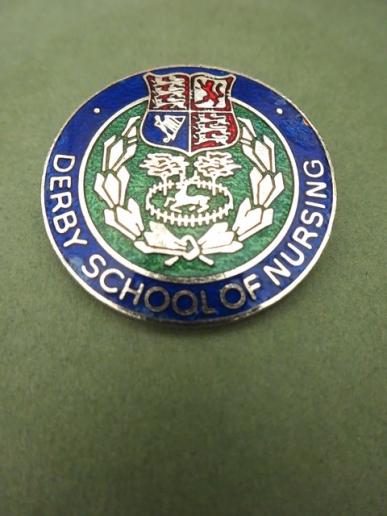 DERBY SCHOOL OF NURSING